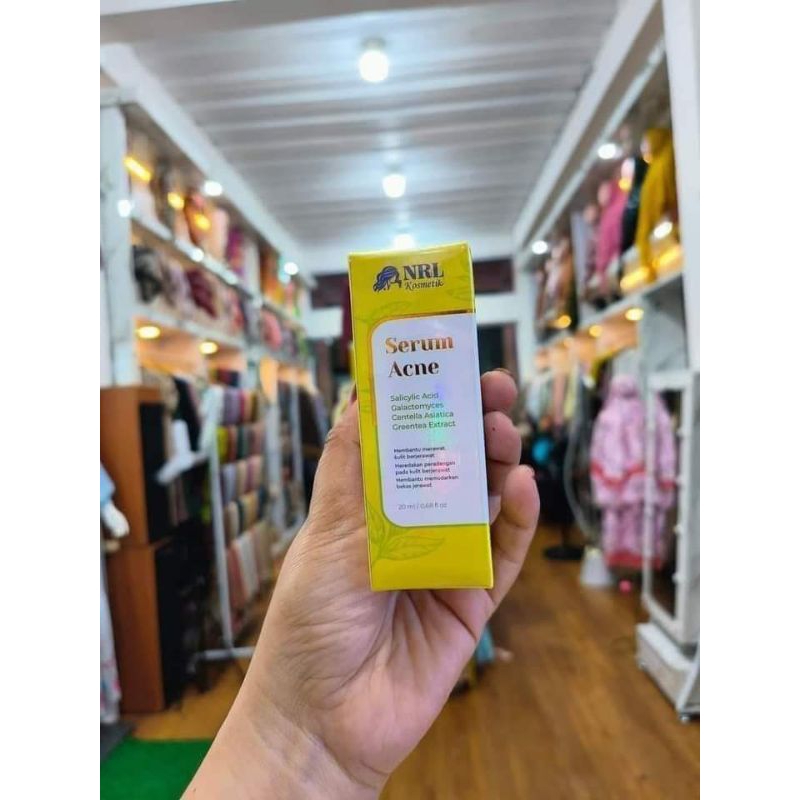 NRL
Kosmetik
Serum
Acne
Salicylic Acid
Galactomyces
Centella Asiatica
Greentea Extract
Membantu merawat
kulit berjerawat
Meredakan peradangan
pada kulit berjerawat
Membantu memudarkan
bekas jerawat
20 ml | 0.68 fl oz